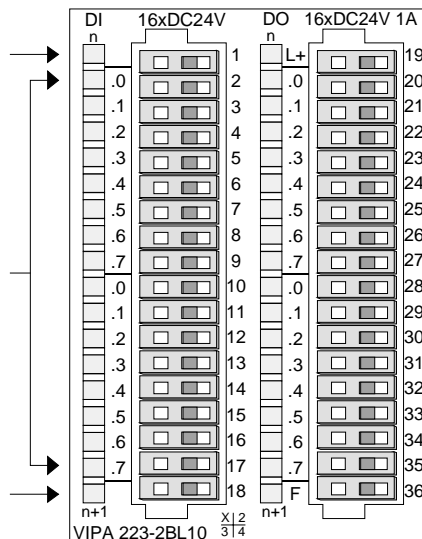 DI 16xDC24V DO 16xDC24V 1A
n n
1 L+ 19
.0 2 .0 20
.1 3 .1 21
.2 4 .2 22
.3 5 .3 23
.4 6 .4 24
.5 7 .5 25
.6 8 .6 26
.7 9 .7 27
.0 10 .0 28
.1 11 .1 29
.2 12 .2 30
.3 13 .3 31
.4 14 .4 32
.5 15 .5 33
.6 16 .6 34
.7 17 .7 35
18 F 36
n+1 n+1
VIPA 223-2BL10 X 2
3 4